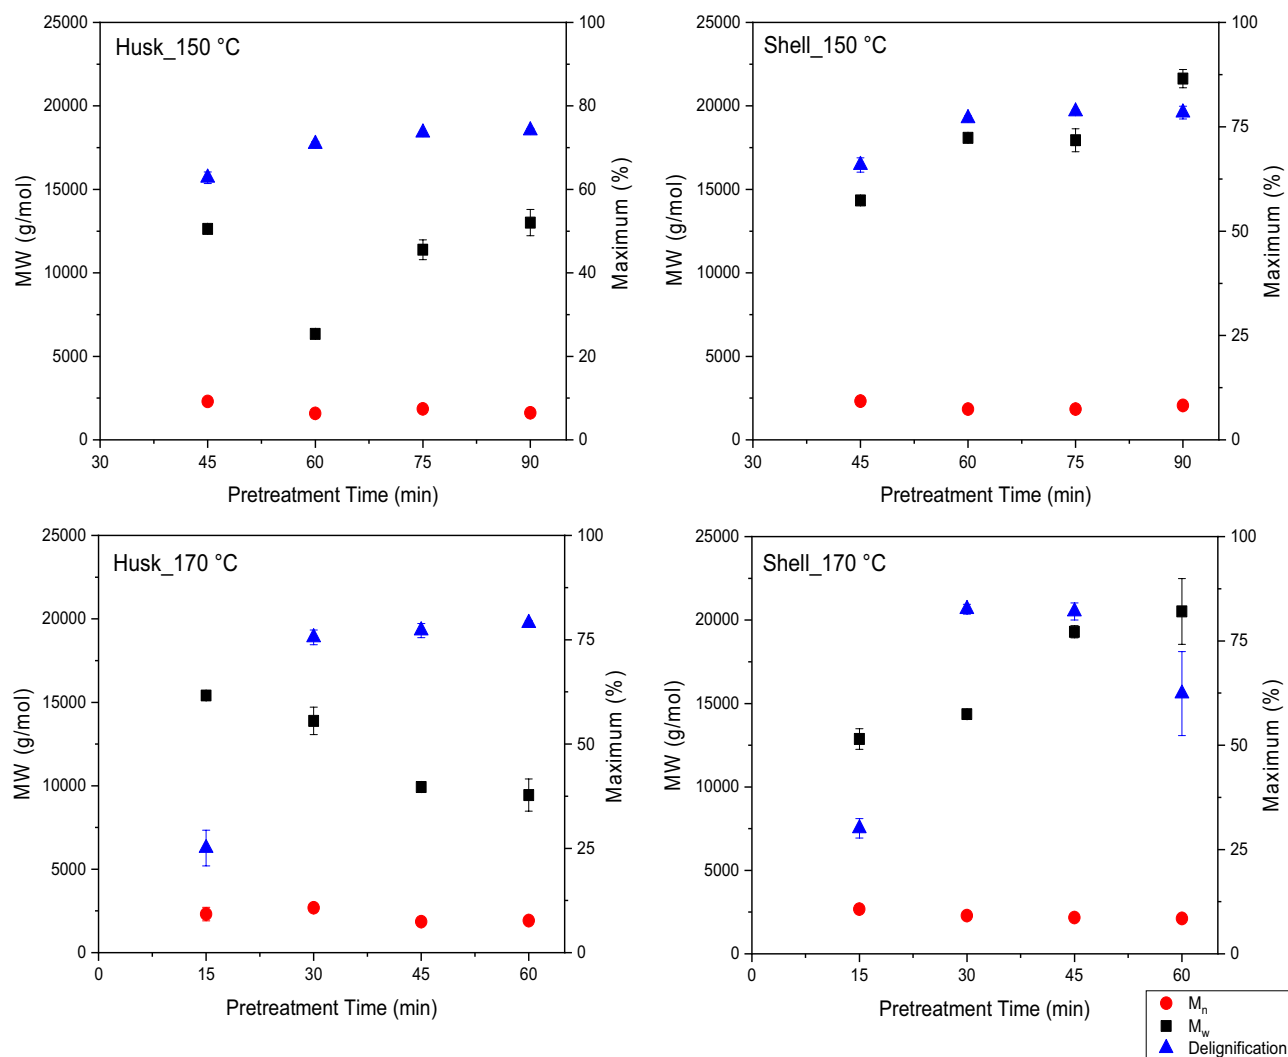 Husk_150 °C
25000
20000
15000
10000
5000
0
100
80
60
40
20
0
MW (g/mol)
Maximum (%)
30 45 60 75 90
Pretreatment Time (min)
Shell_150 °C
25000
20000
15000
10000
5000
0
100
75
50
25
0
MW (g/mol)
Maximum (%)
30 45 60 75 90
Pretreatment Time (min)
Husk_170 °C
25000
20000
15000
10000
5000
0
100
75
50
25
0
MW (g/mol)
Maximum (%)
0 15 30 45 60
Pretreatment Time (min)
Shell_170 °C
25000
20000
15000
10000
5000
0
100
75
50
25
0
MW (g/mol)
Maximum (%)
0 15 30 45 60
Pretreatment Time (min)
Mn
Mw
Delignification